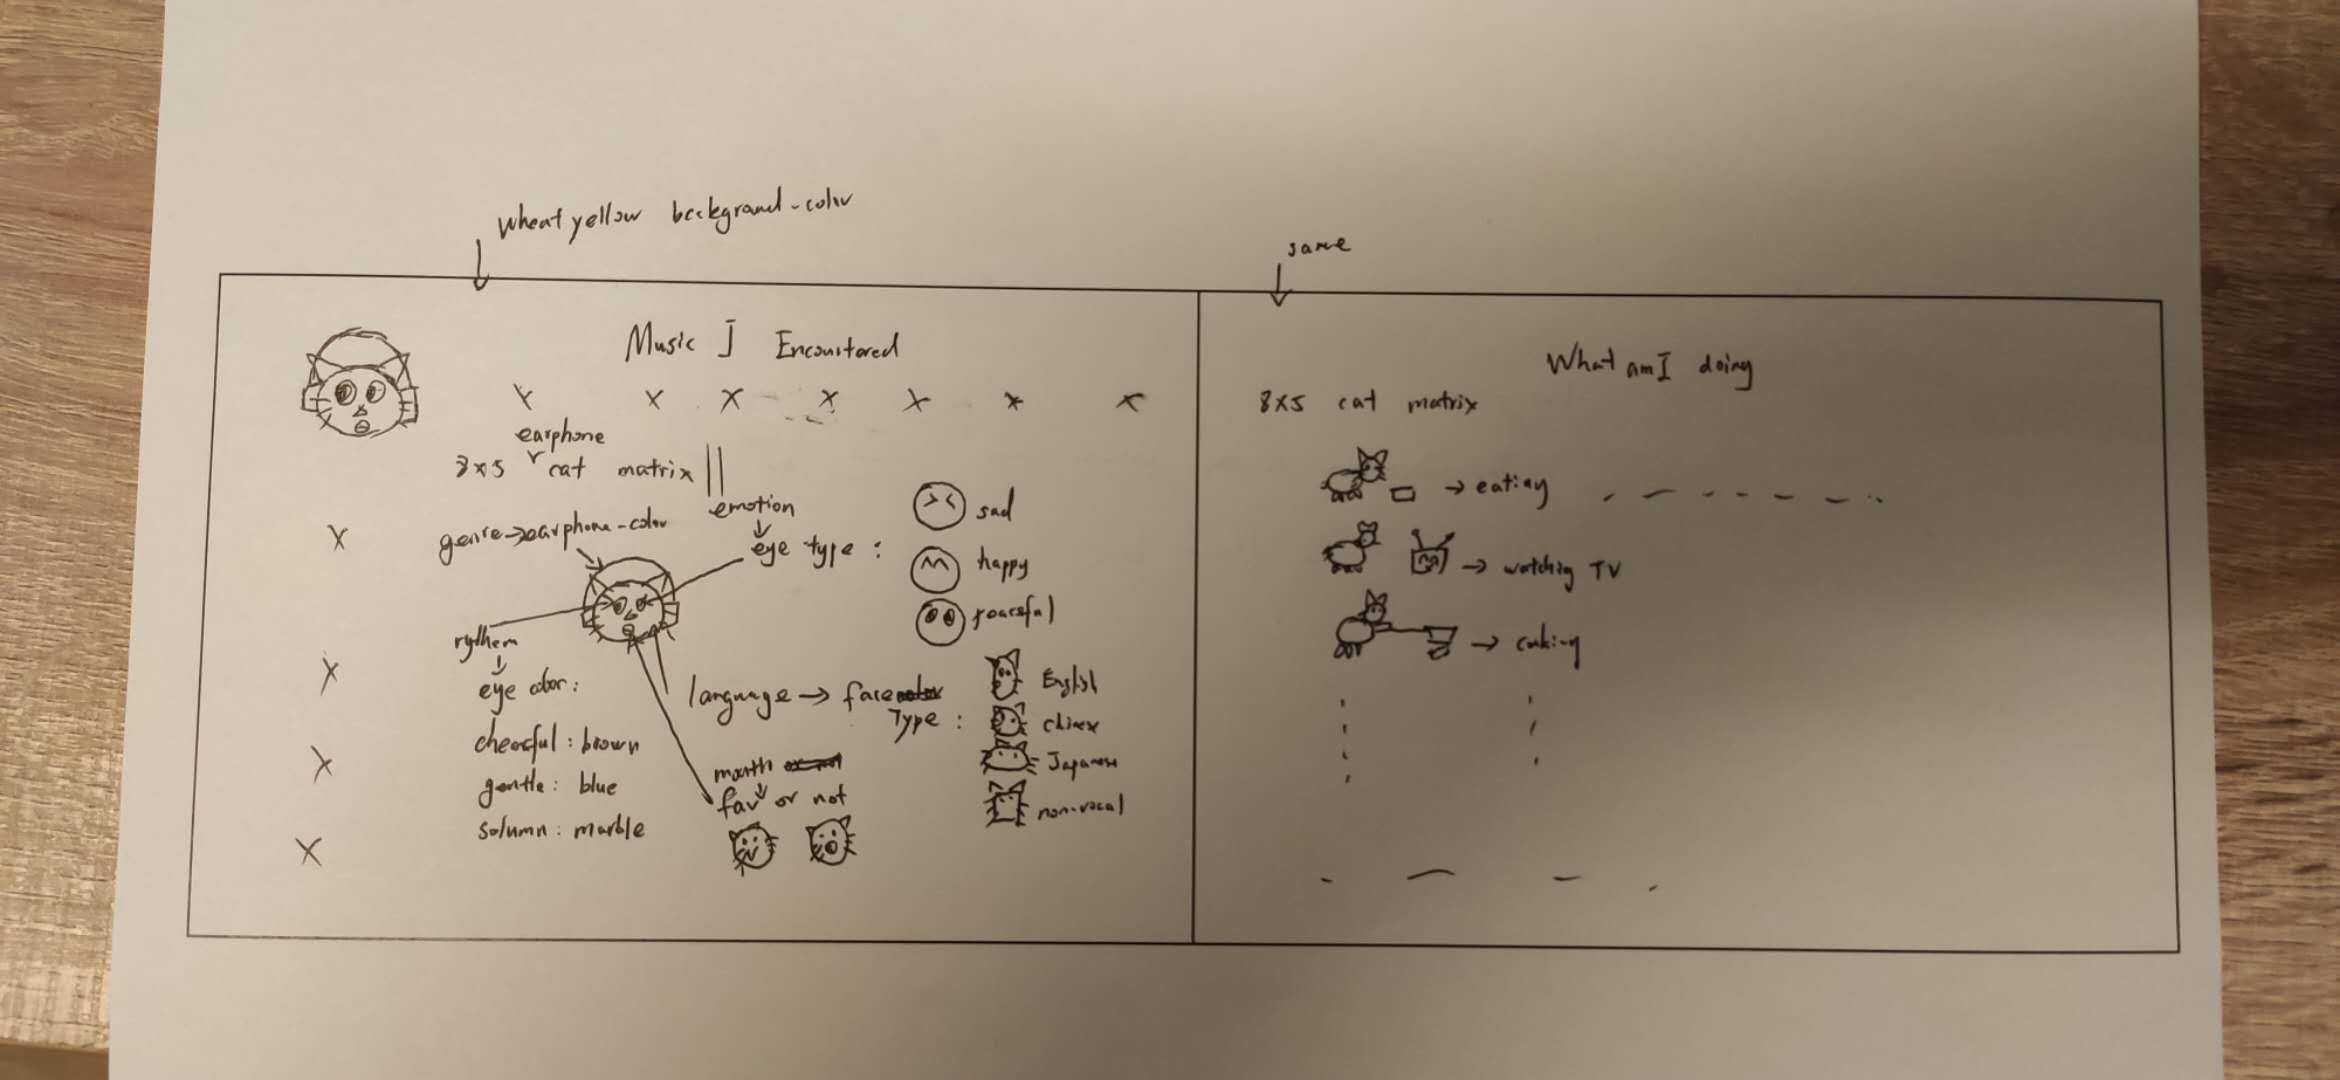 Wheat yellow backgrand-color
same
Music I Encountered
What am I doing
8x5 cat matrix
earphone
8x5 cat matrix
genre→earphone-color
emotion
eye type :
sad
happy
peaceful
rythem
eye color:
cheerful : brown
gentle : blue
solumn : marble
language → face
Type :
English
Japanese
non-vocal
mouth
fav or not
→ eating
→ watching TV
→ cooking